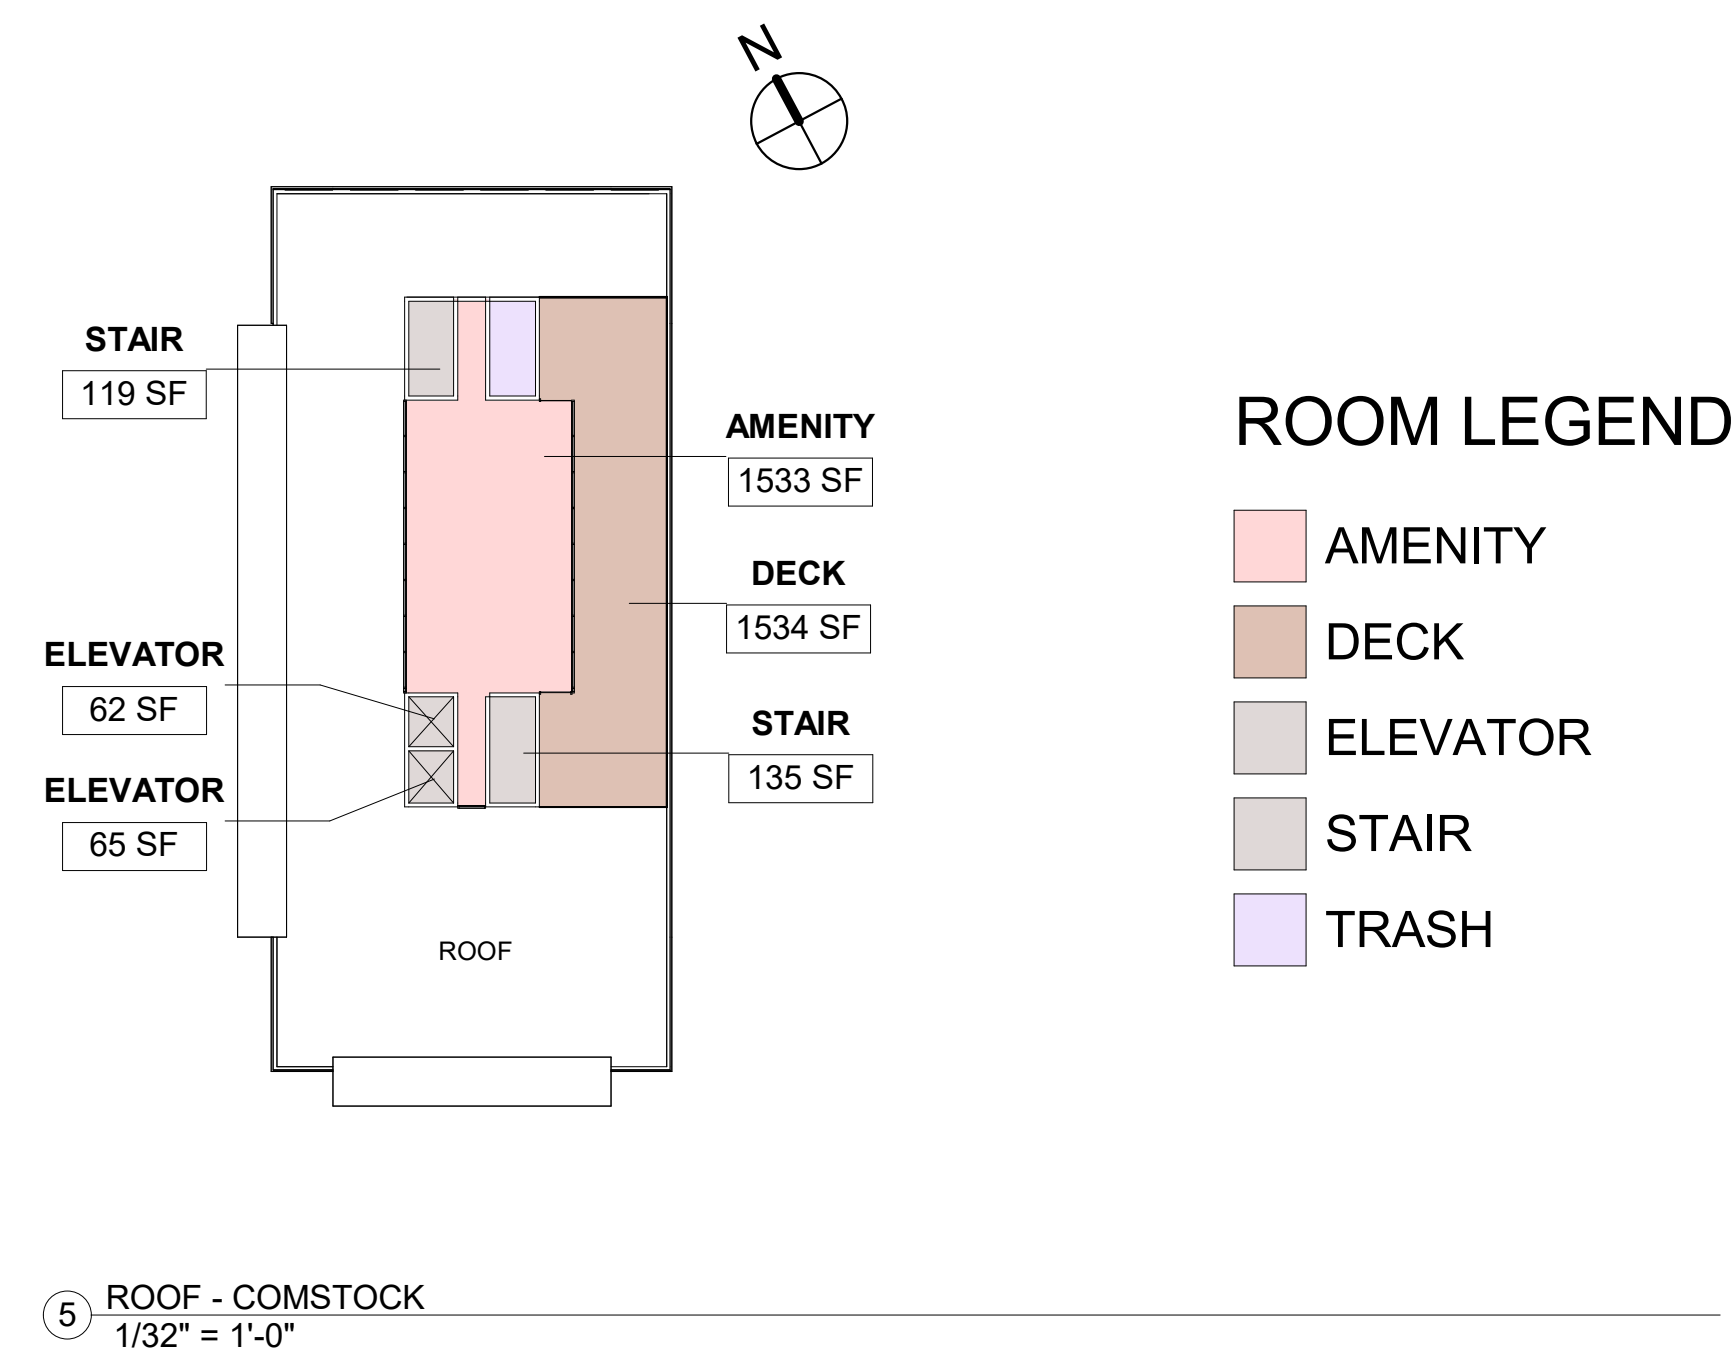 N
STAIR
119 SF
AMENITY
1533 SF
DECK
1534 SF
ELEVATOR
62 SF
STAIR
135 SF
ELEVATOR
65 SF
ROOF
ROOM LEGEND
AMENITY
DECK
ELEVATOR
STAIR
TRASH
5
ROOF - COMSTOCK
1/32" = 1'-0"